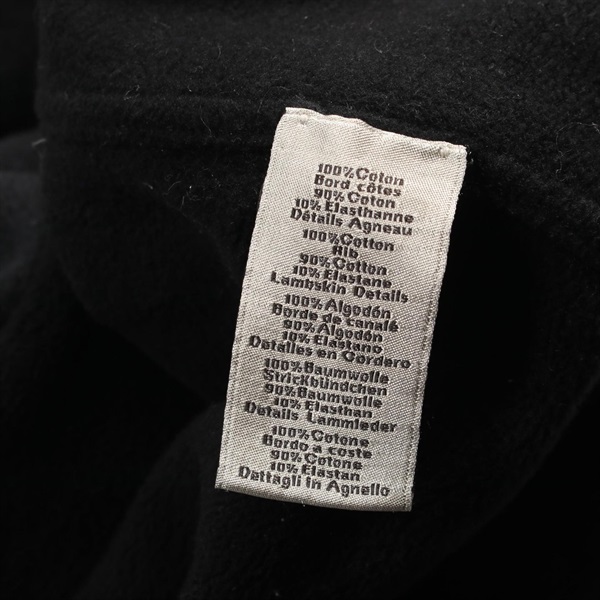 100% Coton
Bord côtes
90% Coton
10% Elasthanne
Détails Agneau
100% Cotton
Rib
90% Cotton
10% Elastane
Lambskin Details
100% Algodón
Borde de canalé
90% Algodón
10% Elastano
Detalles en Cordero
100% Baumwolle
Strickbündchen
90% Baumwolle
10% Elasthan
Details Lammleder
100% Cotone
Bordo a coste
90% Cotone
10% Elastan
Dettagli in Agnello